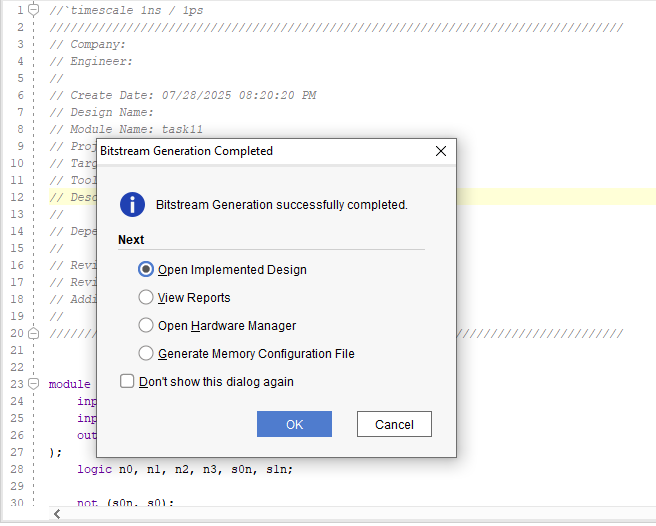 1 //`timescale 1ns / 1ps
2 //////////////////////////////////////////////////////////////////////////////////
3 // Company:
4 // Engineer:
5 //
6 // Create Date: 07/28/2025 08:20:20 PM
7 // Design Name:
8 // Module Name: task11
9 // Proj
10 // Targ
11 // Tool
12 // Desc
13 //
14 // Depe
15 //
16 // Revi
17 // Revi
18 // Addi
19 //
20 //////////////////////////////////////////////////////////////////////////////////
21
22
23 module
24 inp
25 inp
26 out
27 );
28 logic n0, n1, n2, n3, s0n, s1n;
29
30 not (s0n, s0);
Bitstream Generation Completed
Bitstream Generation successfully completed.
Next
Open Implemented Design
View Reports
Open Hardware Manager
Generate Memory Configuration File
Don't show this dialog again
OK
Cancel